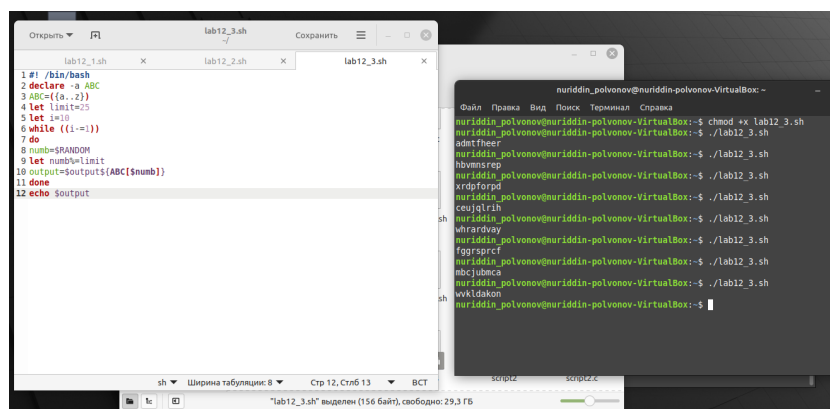 Открыть
lab12_3.sh
~/
Сохранить
lab12_1.sh × lab12_2.sh × lab12_3.sh ×
1 #! /bin/bash
2 declare -a ABC
3 ABC=({a..z})
4 let limit=25
5 let i=10
6 while ((i-=1))
7 do
8 numb=$RANDOM
9 let numb%=limit
10 output=$output${ABC[$numb]}
11 done
12 echo $output
sh Ширина табуляции: 8 Стр 12, Стлб 13 ВСТ
sh
sh
script2 script2.c
"lab12_3.sh" выделен (156 байт), свободно: 29,3 ГБ
nuriddin_polvonov@nuriddin-polvonov-VirtualBox: ~
Файл Правка Вид Поиск Терминал Справка
nuriddin_polvonov@nuriddin-polvonov-VirtualBox:~$ chmod +x lab12_3.sh
nuriddin_polvonov@nuriddin-polvonov-VirtualBox:~$ ./lab12_3.sh
admtfheer
nuriddin_polvonov@nuriddin-polvonov-VirtualBox:~$ ./lab12_3.sh
hbvmnsrep
nuriddin_polvonov@nuriddin-polvonov-VirtualBox:~$ ./lab12_3.sh
xrdpforpd
nuriddin_polvonov@nuriddin-polvonov-VirtualBox:~$ ./lab12_3.sh
ceujqlrih
nuriddin_polvonov@nuriddin-polvonov-VirtualBox:~$ ./lab12_3.sh
whrardvay
nuriddin_polvonov@nuriddin-polvonov-VirtualBox:~$ ./lab12_3.sh
fggrsprcf
nuriddin_polvonov@nuriddin-polvonov-VirtualBox:~$ ./lab12_3.sh
mbcjubmca
nuriddin_polvonov@nuriddin-polvonov-VirtualBox:~$ ./lab12_3.sh
wvkldakon
nuriddin_polvonov@nuriddin-polvonov-VirtualBox:~$